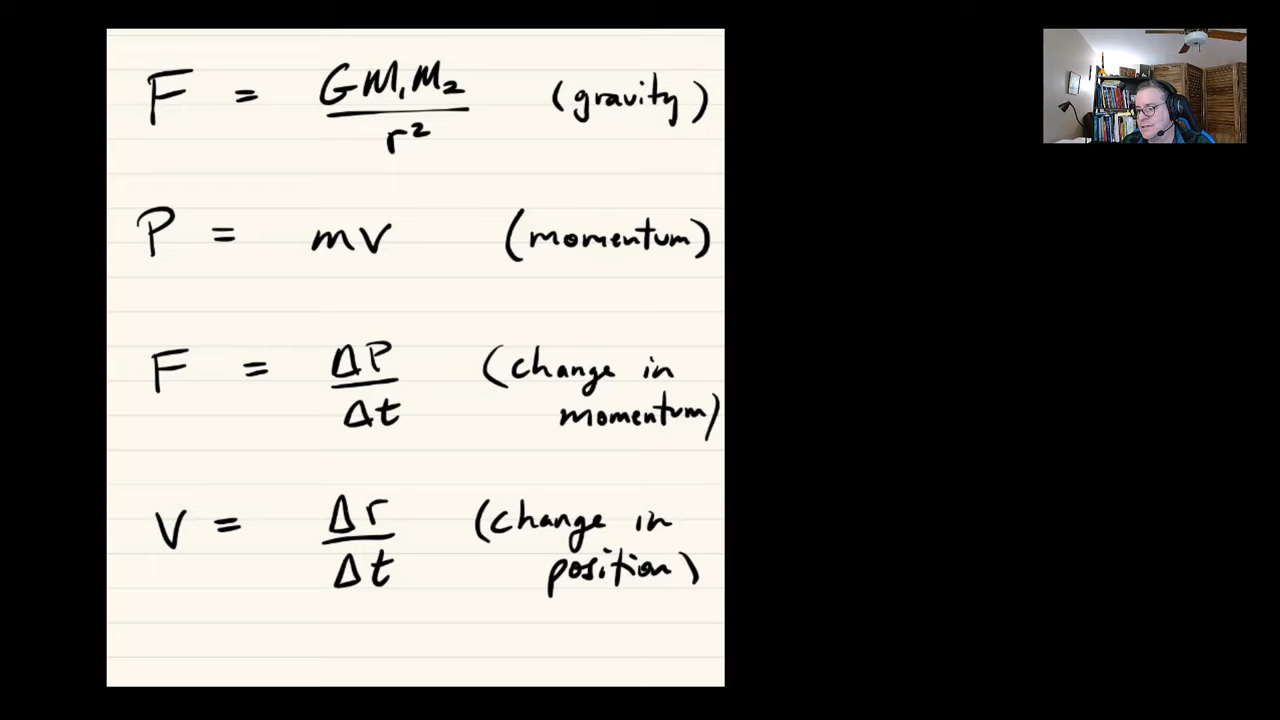 F = GM₁M₂ / r² (gravity)
P = mv (momentum)
F = ΔP / Δt (change in
momentum)
V = Δr / Δt (change in
position)